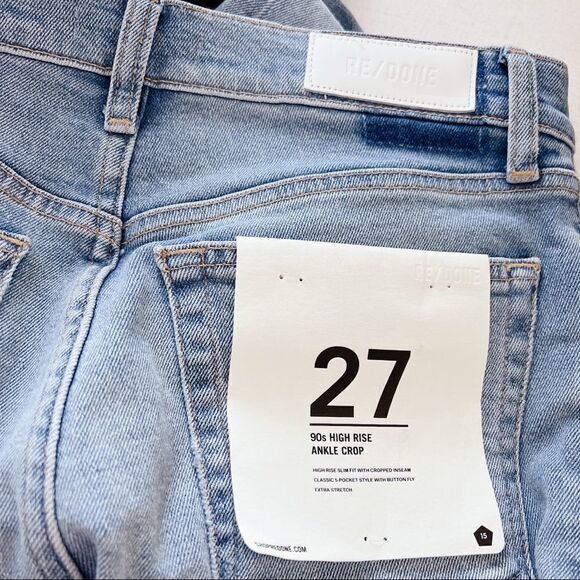 RE/DONE
RE/DONE
27
90s HIGH RISE
ANKLE CROP
HIGH RISE SLIM FIT WITH CROPPED INSEAM
CLASSIC 5-POCKET STYLE WITH BUTTON FLY
EXTRA STRETCH
SHOPREDONE.COM
15